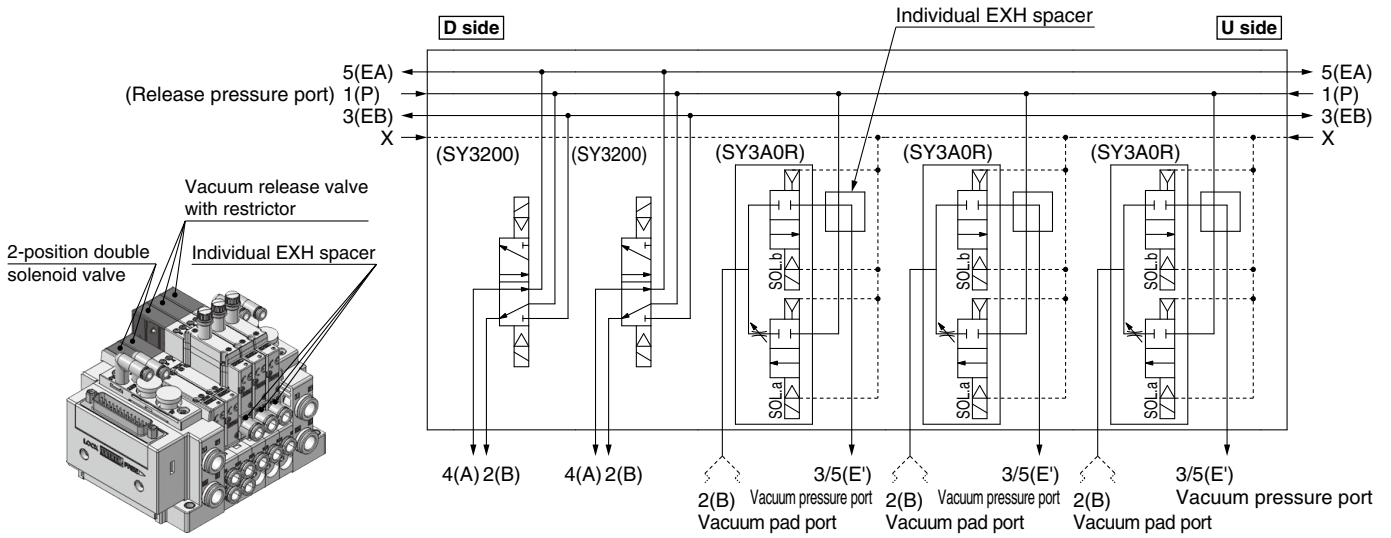 Individual EXH spacer
D side
U side
5(EA)
5(EA)
(Release pressure port) 1(P)
1(P)
3(EB)
3(EB)
X
X
(SY3200)
(SY3200)
(SY3A0R)
(SY3A0R)
(SY3A0R)
Vacuum release valve
with restrictor
2-position double
solenoid valve
Individual EXH spacer
SOL.b
SOL.b
SOL.b
SOL.a
SOL.a
SOL.a
LOCK
4(A) 2(B)
4(A) 2(B)
3/5(E')
3/5(E')
3/5(E')
2(B)
Vacuum pressure port
2(B)
Vacuum pressure port
2(B)
Vacuum pressure port
Vacuum pad port
Vacuum pad port
Vacuum pad port